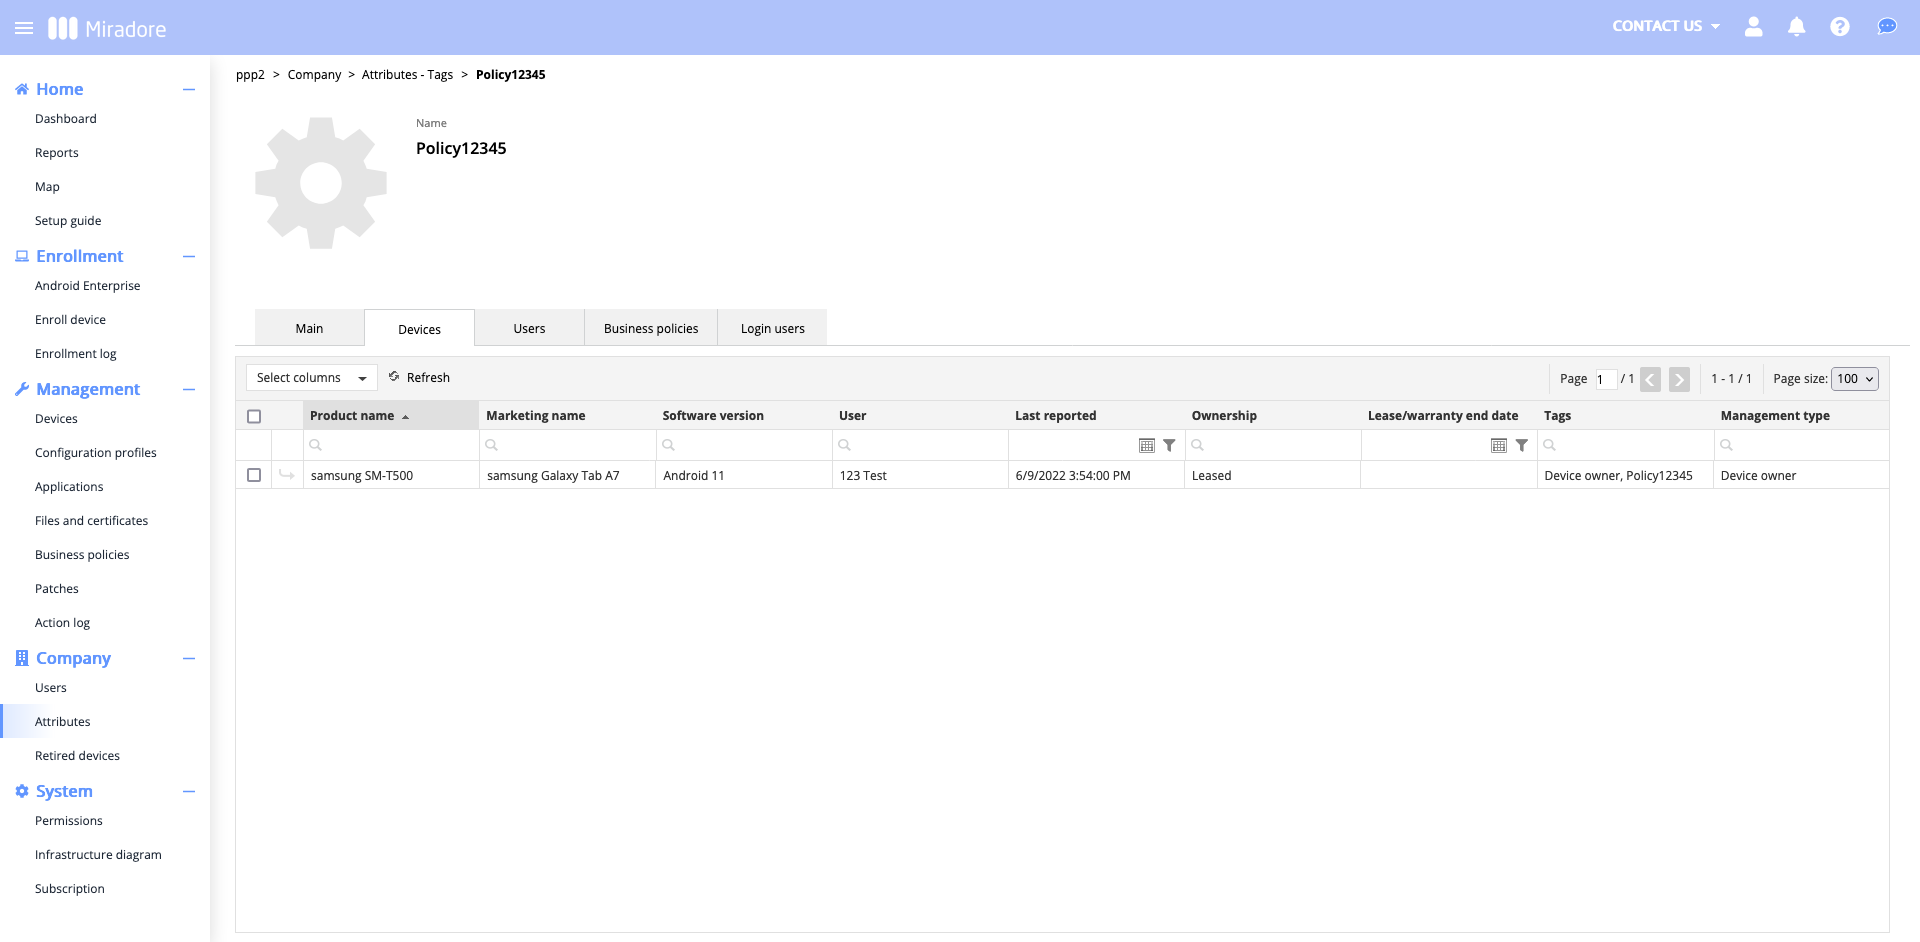 Miradore
CONTACT US
Home
Dashboard
Reports
Map
Setup guide
Enrollment
Android Enterprise
Enroll device
Enrollment log
Management
Devices
Configuration profiles
Applications
Files and certificates
Business policies
Patches
Action log
Company
Users
Attributes
Retired devices
System
Permissions
Infrastructure diagram
Subscription
ppp2 > Company > Attributes - Tags > Policy12345
Name
Policy12345
Main Devices Users Business policies Login users
Select columns Refresh Page 1 / 1 1 - 1 / 1 Page size: 100
Product name Marketing name Software version User Last reported Ownership Lease/warranty end date Tags Management type
samsung SM-T500 samsung Galaxy Tab A7 Android 11 123 Test 6/9/2022 3:54:00 PM Leased Device owner, Policy12345 Device owner